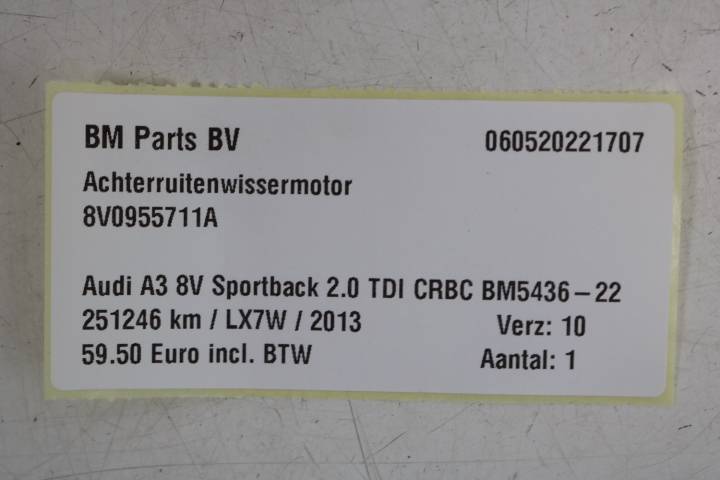 BM Parts BV 060520221707
Achterruitenwissermotor
8V0955711A
Audi A3 8V Sportback 2.0 TDI CRBC BM5436-22
251246 km / LX7W / 2013 Verz: 10
59.50 Euro incl. BTW Aantal: 1